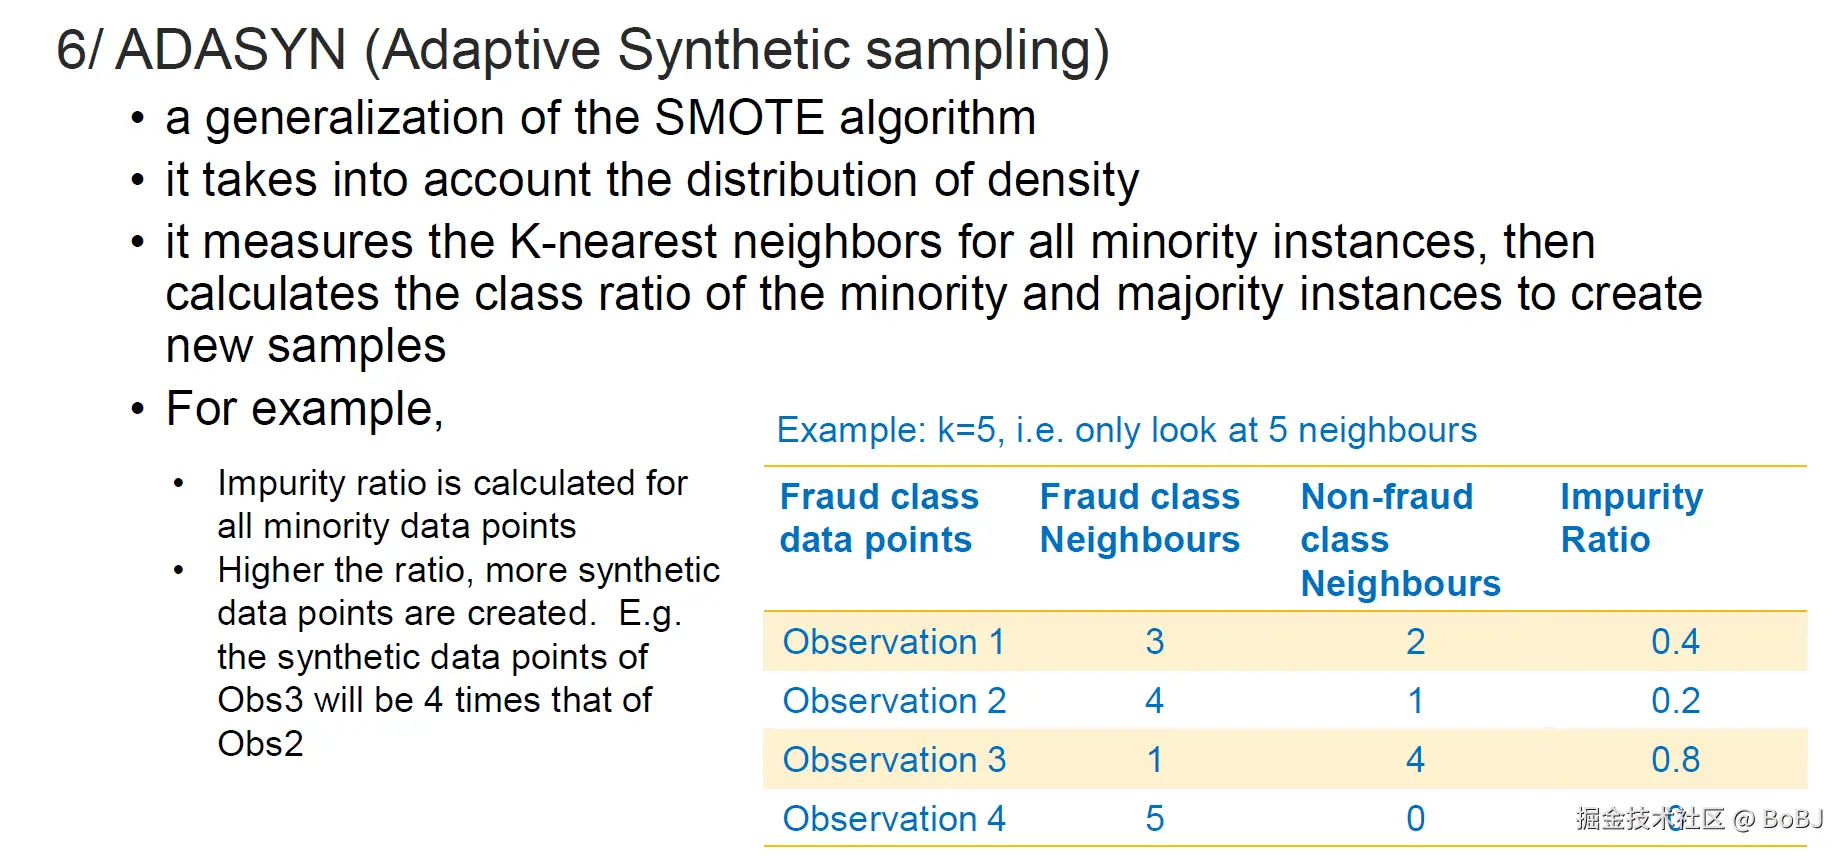 6/ ADASYN (Adaptive Synthetic sampling)
• a generalization of the SMOTE algorithm
• it takes into account the distribution of density
• it measures the K-nearest neighbors for all minority instances, then
calculates the class ratio of the minority and majority instances to create
new samples
• For example,
• Impurity ratio is calculated for
all minority data points
• Higher the ratio, more synthetic
data points are created.  E.g.
the synthetic data points of
Obs3 will be 4 times that of
Obs2
Example: k=5, i.e. only look at 5 neighbours
Fraud class data points Fraud class Neighbours Non-fraud class Neighbours Impurity Ratio
Observation 1 3 2 0.4
Observation 2 4 1 0.2
Observation 3 1 4 0.8
Observation 4 5 0 0
掘金技术社区 @ BoBJ